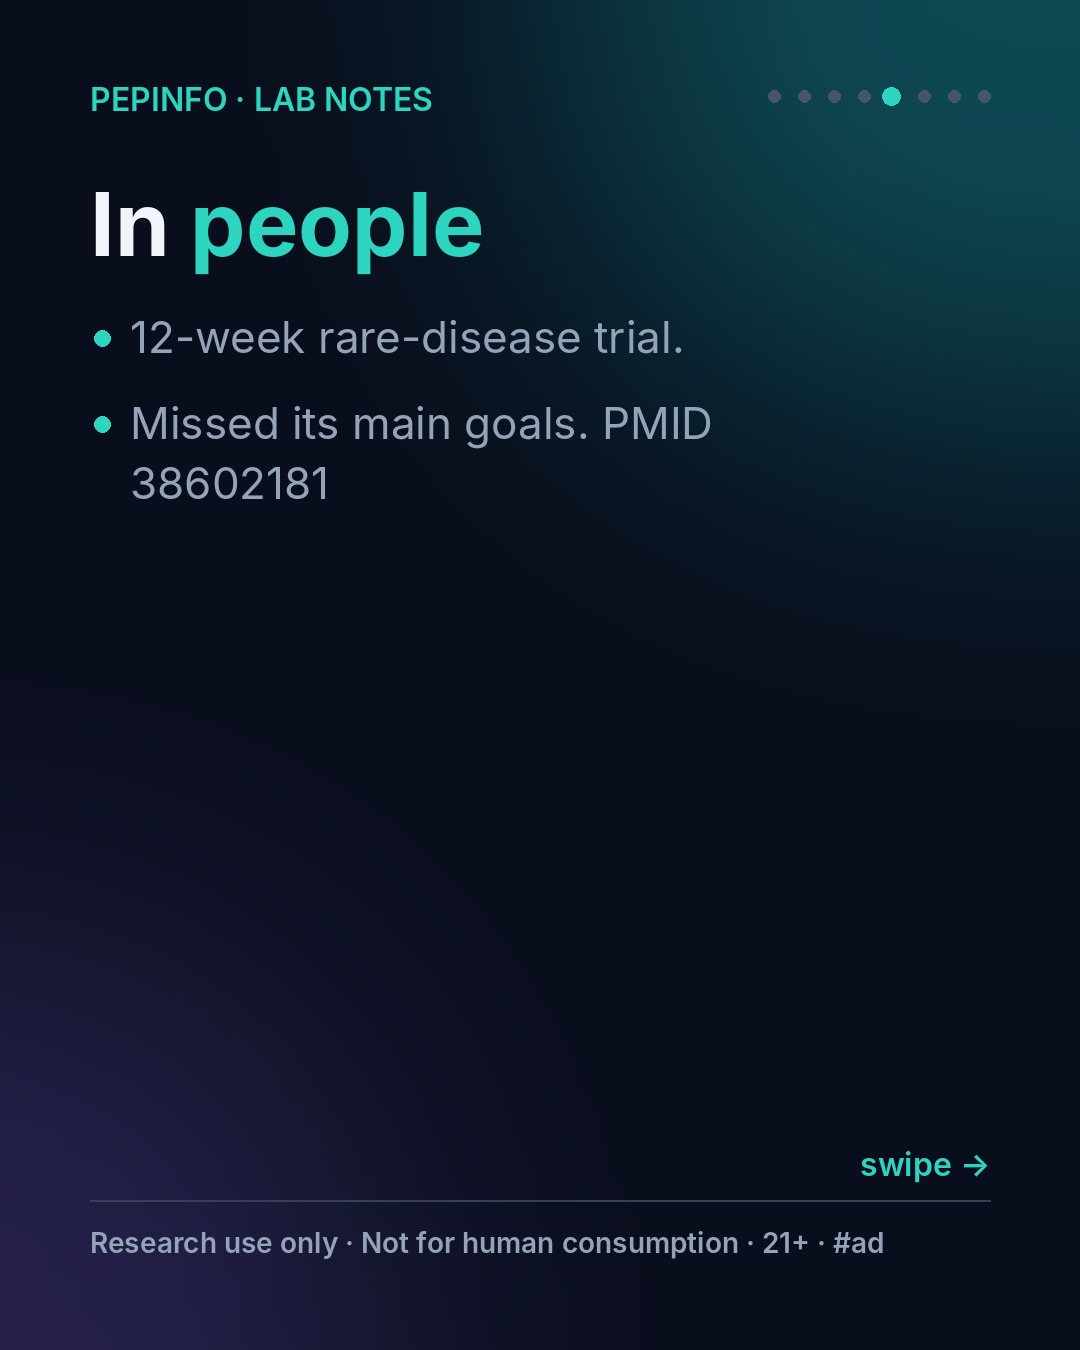 PEPINFO · LAB NOTES
In people
12-week rare-disease trial.
Missed its main goals. PMID
38602181
swipe →
Research use only · Not for human consumption · 21+ · #ad